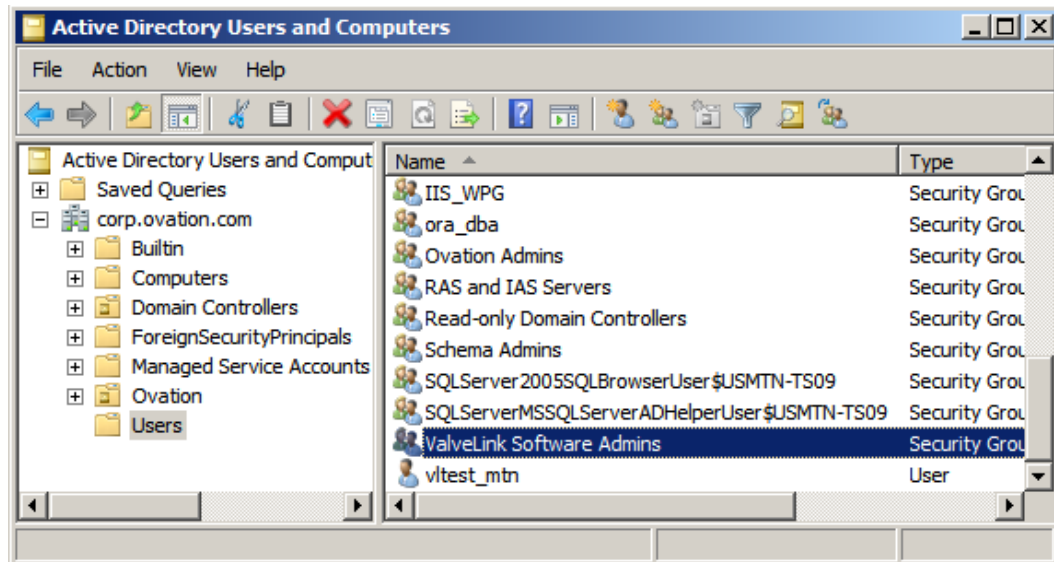 Active Directory Users and Computers
File Action View Help
Active Directory Users and Comput
Saved Queries
corp.ovation.com
Builtin
Computers
Domain Controllers
ForeignSecurityPrincipals
Managed Service Accounts
Ovation
Users
Name Type
IIS_WPG Security Grou
ora_dba Security Grou
Ovation Admins Security Grou
RAS and IAS Servers Security Grou
Read-only Domain Controllers Security Grou
Schema Admins Security Grou
SQLServer2005SQLBrowserUser$USMTN-TS09 Security Grou
SQLServerMSSQLServerADHelperUser$USMTN-TS09 Security Grou
ValveLink Software Admins Security Grou
vltest_mtn User